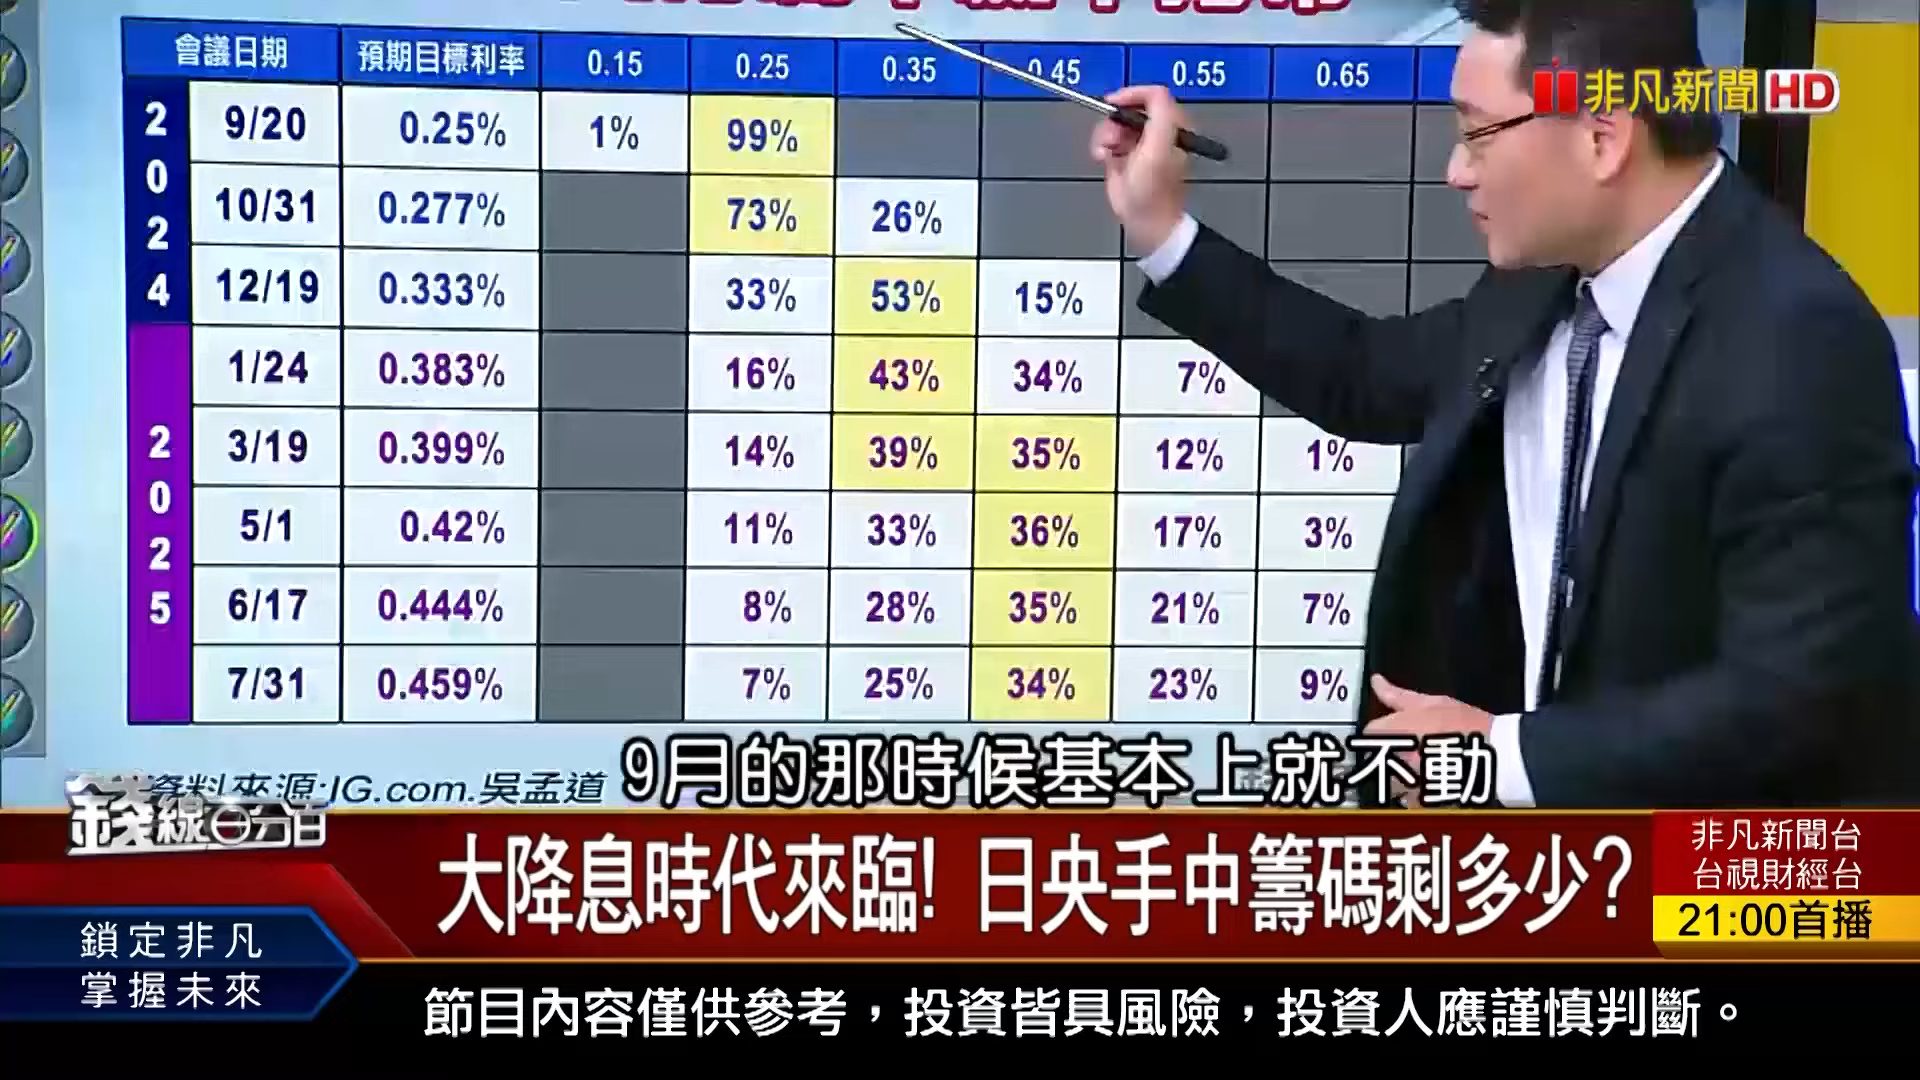 會議日期 預期目標利率 0.15 0.25 0.35 0.45 0.55 0.65
2024
9/20 0.25% 1% 99%
10/31 0.277% 73% 26%
12/19 0.333% 33% 53% 15%
2025
1/24 0.383% 16% 43% 34% 7%
3/19 0.399% 14% 39% 35% 12% 1%
5/1 0.42% 11% 33% 36% 17% 3%
6/17 0.444% 8% 28% 35% 21% 7%
7/31 0.459% 7% 25% 34% 23% 9%
非凡新聞HD
資料來源:IG.com.吳孟道
9月的那時候基本上就不動
錢線百分百
大降息時代來臨! 日央手中籌碼剩多少?
非凡新聞台
台視財經台
21:00首播
鎖定非凡
掌握未來
節目內容僅供參考，投資皆具風險，投資人應謹慎判斷。